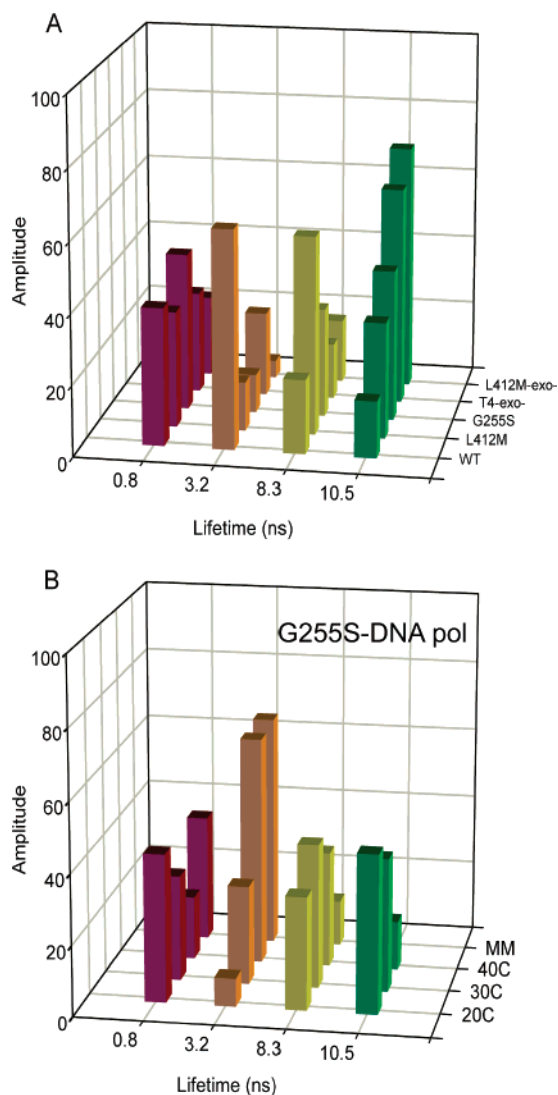 A
100
80
60
40
20
0
Amplitude
0.8
3.2
8.3
10.5
Lifetime (ns)
L412M-exo-
T4-exo-
G255S
L412M
WT
B
G255S-DNA pol
100
80
60
40
20
0
Amplitude
0.8
3.2
8.3
10.5
Lifetime (ns)
MM
40C
30C
20C